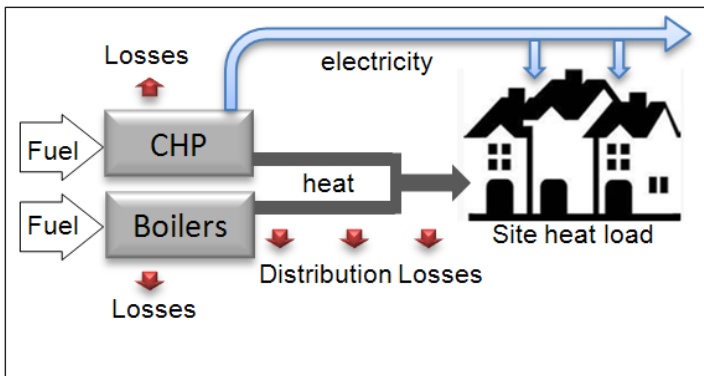 Losses
electricity
Fuel
CHP
heat
Fuel
Boilers
Site heat load
Distribution Losses
Losses